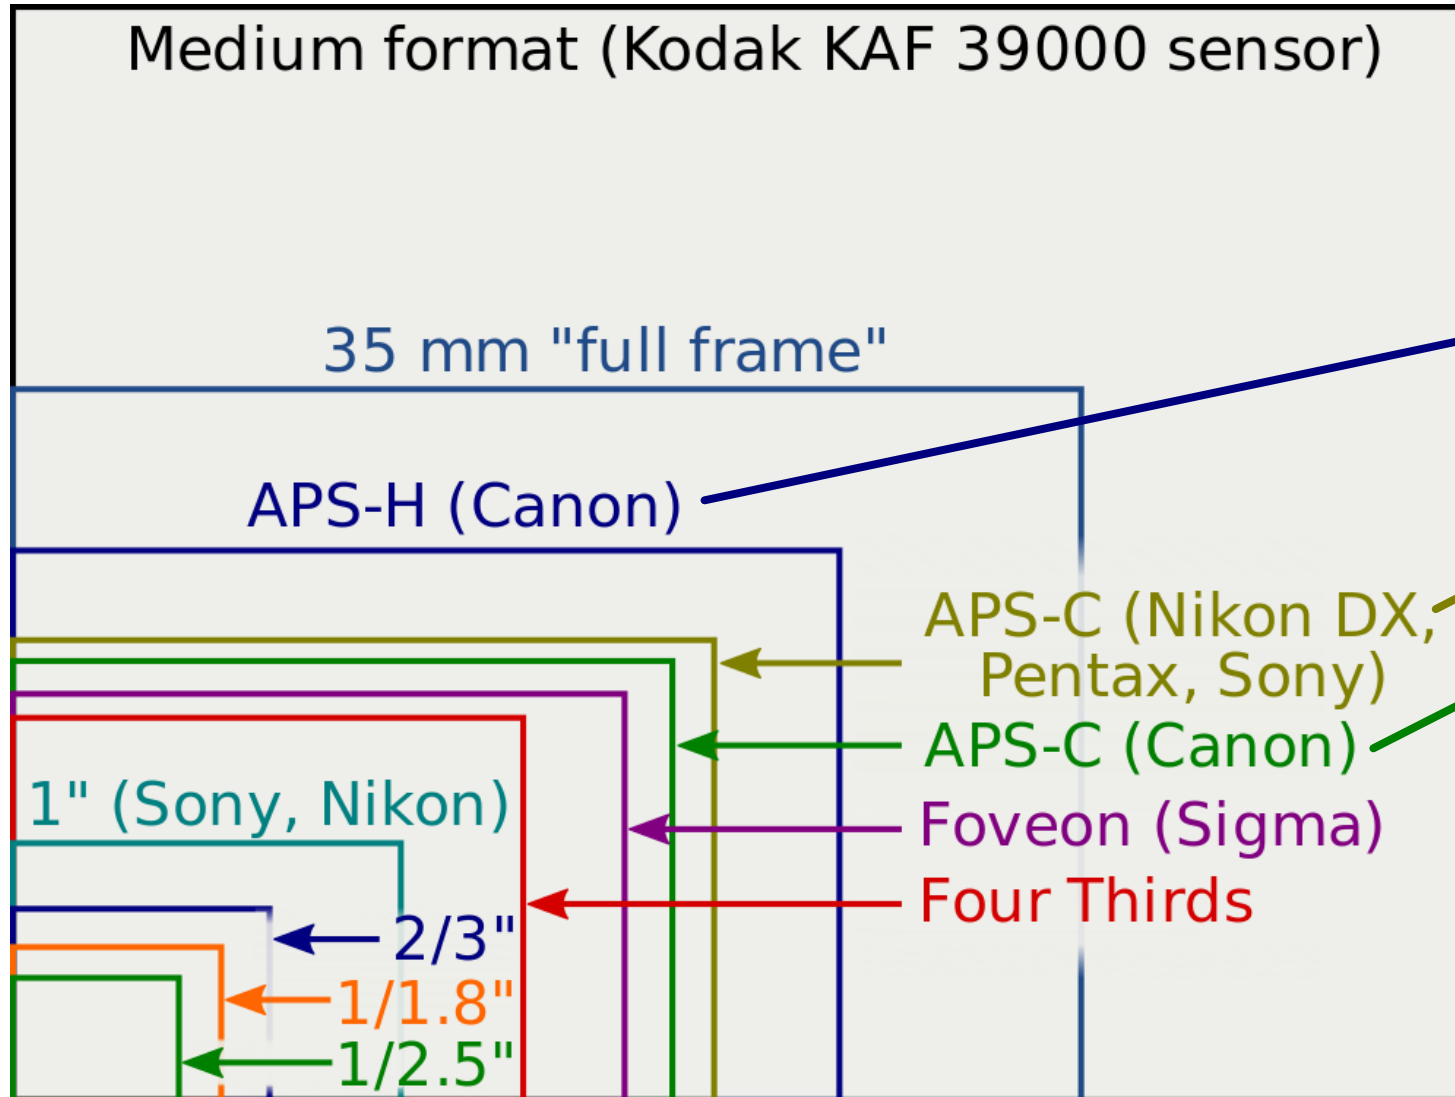 Medium format (Kodak KAF 39000 sensor)
35 mm "full frame"
APS-H (Canon)
APS-C (Nikon DX,
Pentax, Sony)
APS-C (Canon)
Foveon (Sigma)
Four Thirds
1" (Sony, Nikon)
2/3"
1/1.8"
1/2.5"